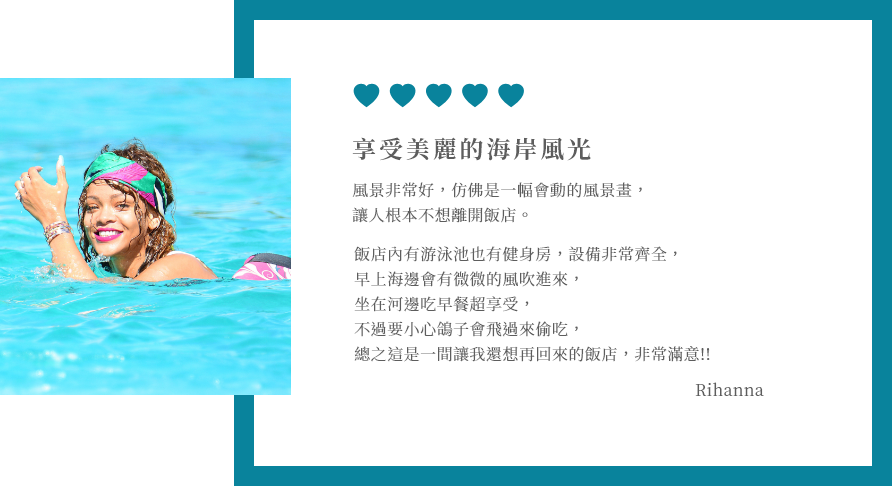 享受美麗的海岸風光
風景非常好，仿佛是一幅會動的風景畫，
讓人根本不想離開飯店。
飯店內有游泳池也有健身房，設備非常齊全，
早上海邊會有微微的風吹進來，
坐在河邊吃早餐超享受，
不過要小心鴿子會飛過來偷吃，
總之這是一間讓我還想再回來的飯店，非常滿意!!
Rihanna